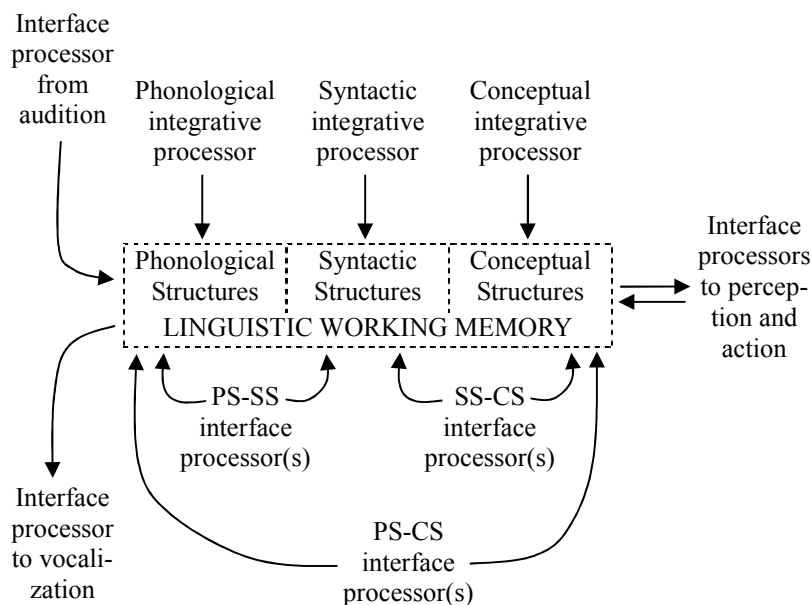 Interface
processor
from
audition
Phonological
integrative
processor
Syntactic
integrative
processor
Conceptual
integrative
processor
Phonological
Structures
Syntactic
Structures
Conceptual
Structures
LINGUISTIC WORKING MEMORY
Interface
processors
to percep-
tion and
action
PS-SS
interface
processor(s)
SS-CS
interface
processor(s)
Interface
processor
to vocali-
zation
PS-CS
interface
processor(s)